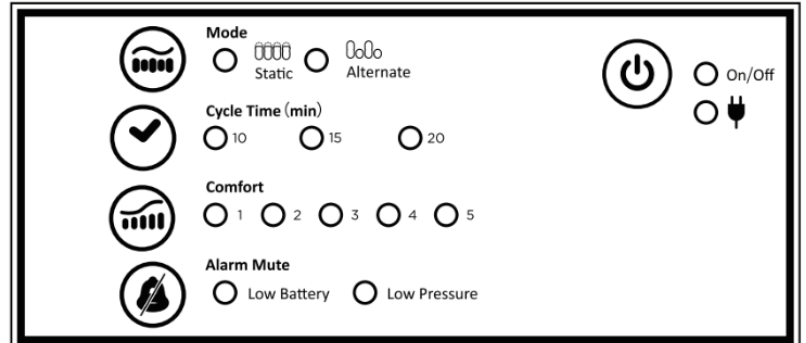 Mode
Static Alternate
On/Off
Cycle Time (min)
10 15 20
Comfort
1 2 3 4 5
Alarm Mute
Low Battery Low Pressure